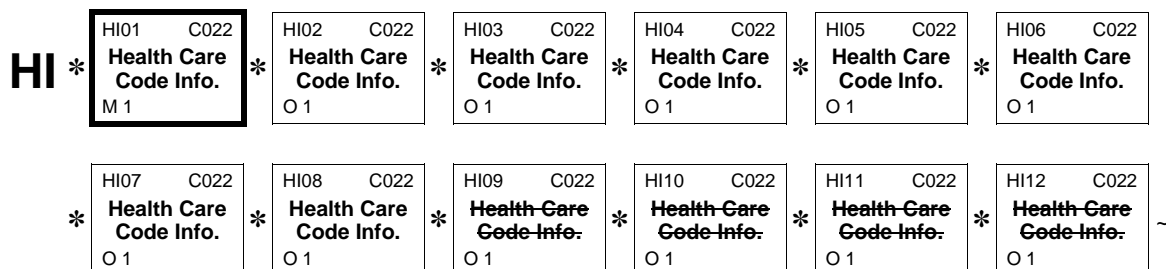 HI01 C022 HI02 C022 HI03 C022 HI04 C022 HI05 C022 HI06 C022
HI * Health Care * Health Care * Health Care * Health Care * Health Care * Health Care
Code Info. Code Info. Code Info. Code Info. Code Info. Code Info.
M 1 O 1 O 1 O 1 O 1 O 1
HI07 C022 HI08 C022 HI09 C022 HI10 C022 HI11 C022 HI12 C022
* Health Care * Health Care * Health Care * Health Care * Health Care * Health Care ~
Code Info. Code Info. Code Info. Code Info. Code Info. Code Info.
O 1 O 1 O 1 O 1 O 1 O 1